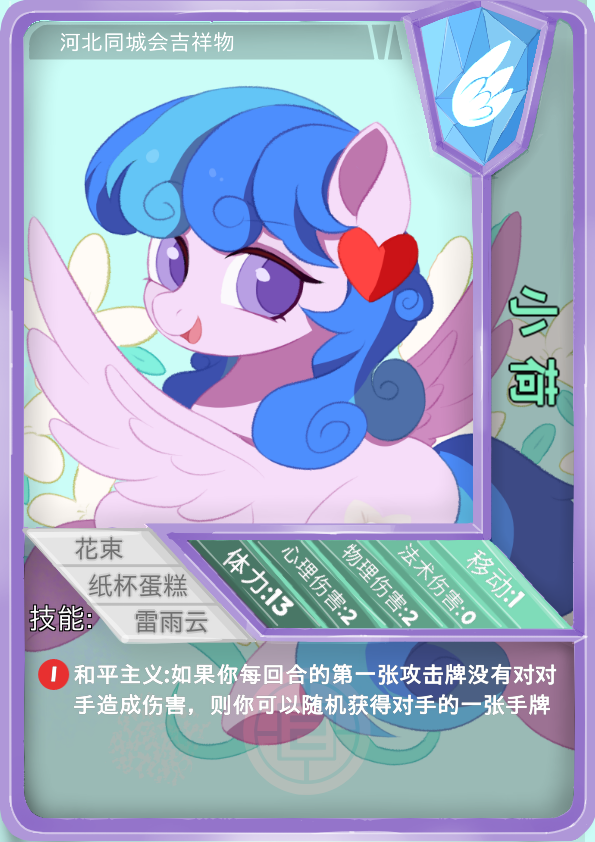 河北同城会吉祥物
小荷
花束
纸杯蛋糕
雷雨云
体力:13
心理伤害:2
物理伤害:2
法术伤害:0
移动:1
技能:
1 和平主义:如果你每回合的第一张攻击牌没有对对
手造成伤害，则你可以随机获得对手的一张手牌